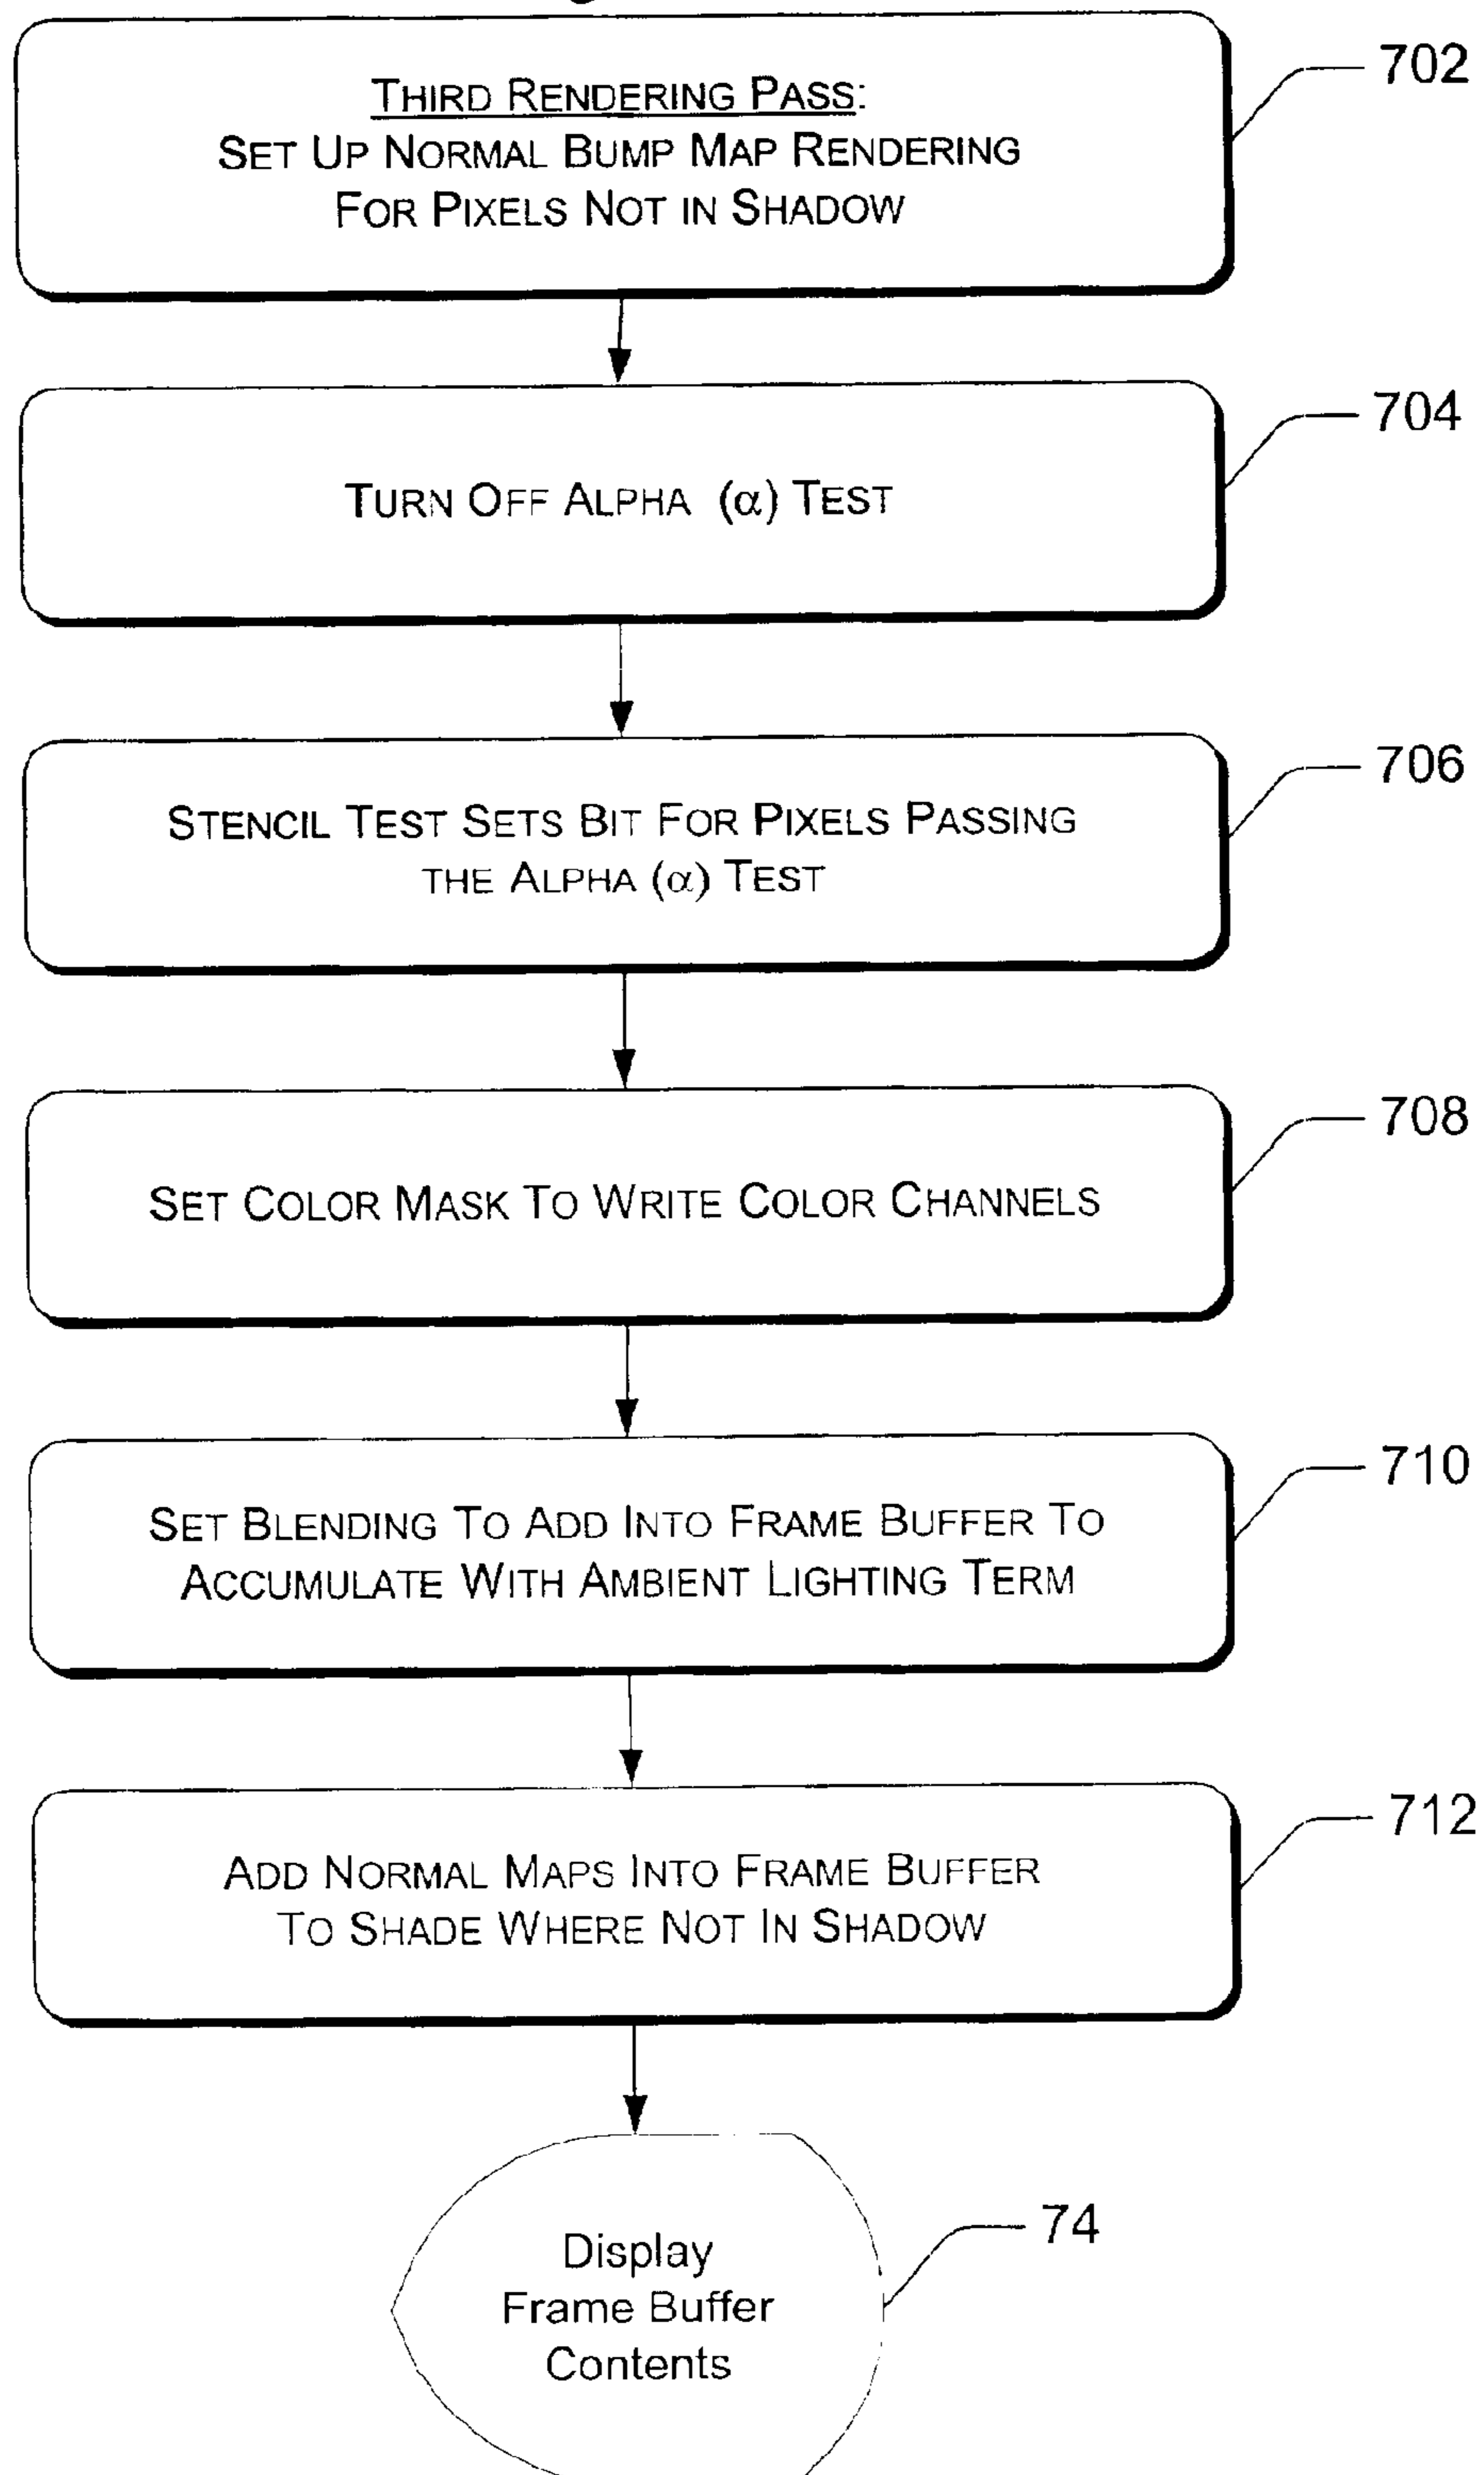 THIRD RENDERING PASS:
SET UP NORMAL BUMP MAP RENDERING
FOR PIXELS NOT IN SHADOW
702
TURN OFF ALPHA (α) TEST
704
STENCIL TEST SETS BIT FOR PIXELS PASSING
THE ALPHA (α) TEST
706
SET COLOR MASK TO WRITE COLOR CHANNELS
708
SET BLENDING TO ADD INTO FRAME BUFFER TO
ACCUMULATE WITH AMBIENT LIGHTING TERM
710
ADD NORMAL MAPS INTO FRAME BUFFER
TO SHADE WHERE NOT IN SHADOW
712
Display
Frame Buffer
Contents
74